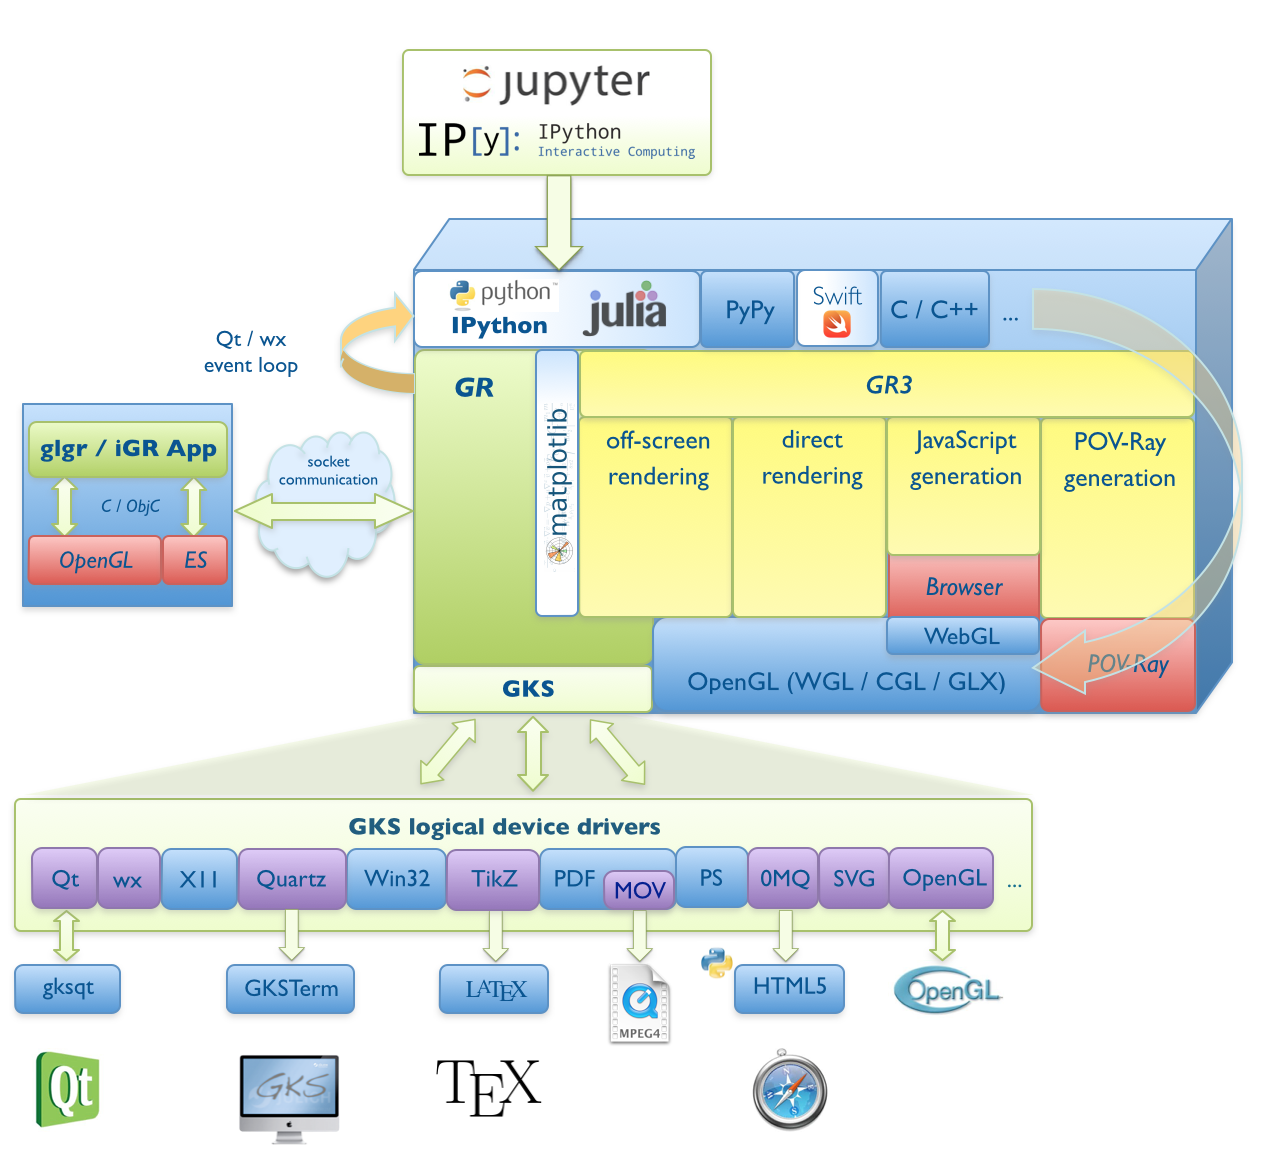 jupyter
IP[y]: IPython
Interactive Computing
python™
IPython
julia
PyPy
Swift
C / C++
...
Qt / wx
event loop
GR
matplotlib
GR3
off-screen
rendering
direct
rendering
JavaScript
generation
POV-Ray
generation
glgr / iGR App
C / ObjC
OpenGL
ES
socket
communication
Browser
WebGL
OpenGL (WGL / CGL / GLX)
POV-Ray
GKS
GKS logical device drivers
Qt
wx
X11
Quartz
Win32
TikZ
PDF
MOV
PS
0MQ
SVG
OpenGL
...
gksqt
GKSTerm
LATEX
MPEG4
HTML5
OpenGL
Qt
GKS
TEX